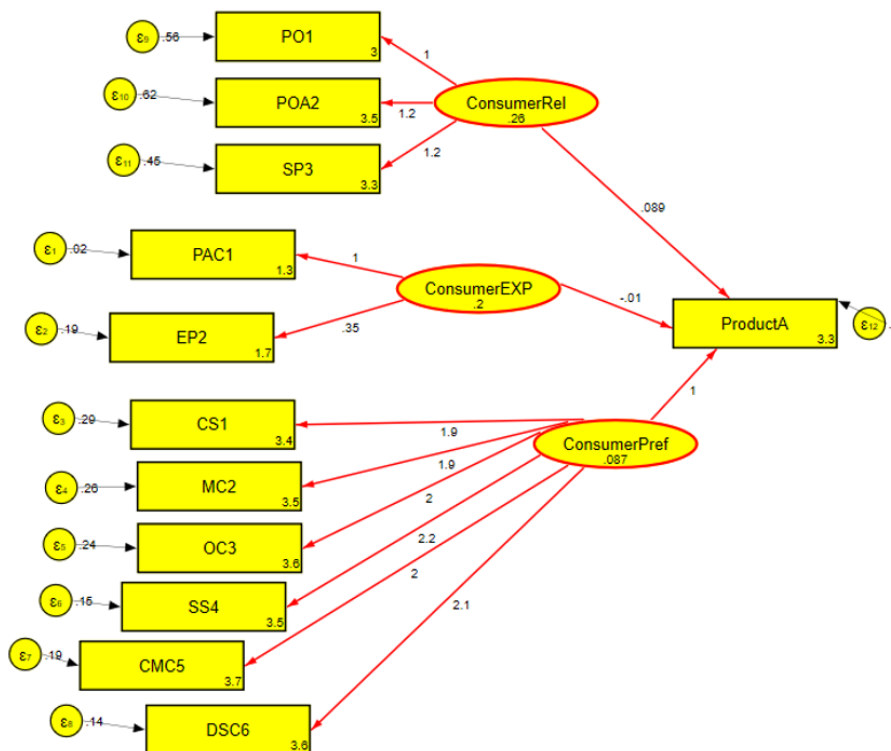 ε9 .56 PO1 3
1
ε10 .62 POA2 3.5
1.2
ConsumerRel
.26
ε11 .45 SP3 3.3
1.2
.089
ε1 .02 PAC1 1.3
1
ConsumerEXP
.2
-.01
ε2 .19 EP2 1.7
.35
ProductA 3.3
ε12
1
ε3 .29 CS1 3.4
1.9
ConsumerPref
.087
ε4 .26 MC2 3.5
1.9
ε5 .24 OC3 3.6
2
ε6 .15 SS4 3.5
2.2
ε7 .19 CMC5 3.7
2
ε8 .14 DSC6 3.6
2.1